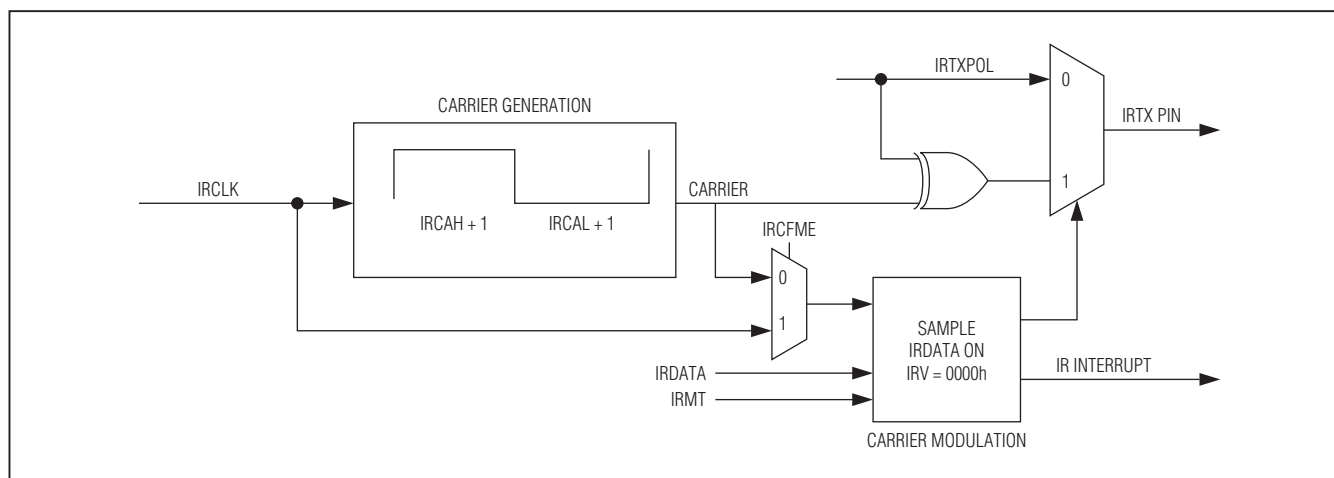 IRTXPOL
0
IRTX PIN
1
CARRIER GENERATION
IRCLK
IRCAH + 1
IRCAL + 1
CARRIER
IRCFME
0
1
SAMPLE
IRDATA ON
IRV = 0000h
IRDATA
IRMT
IR INTERRUPT
CARRIER MODULATION